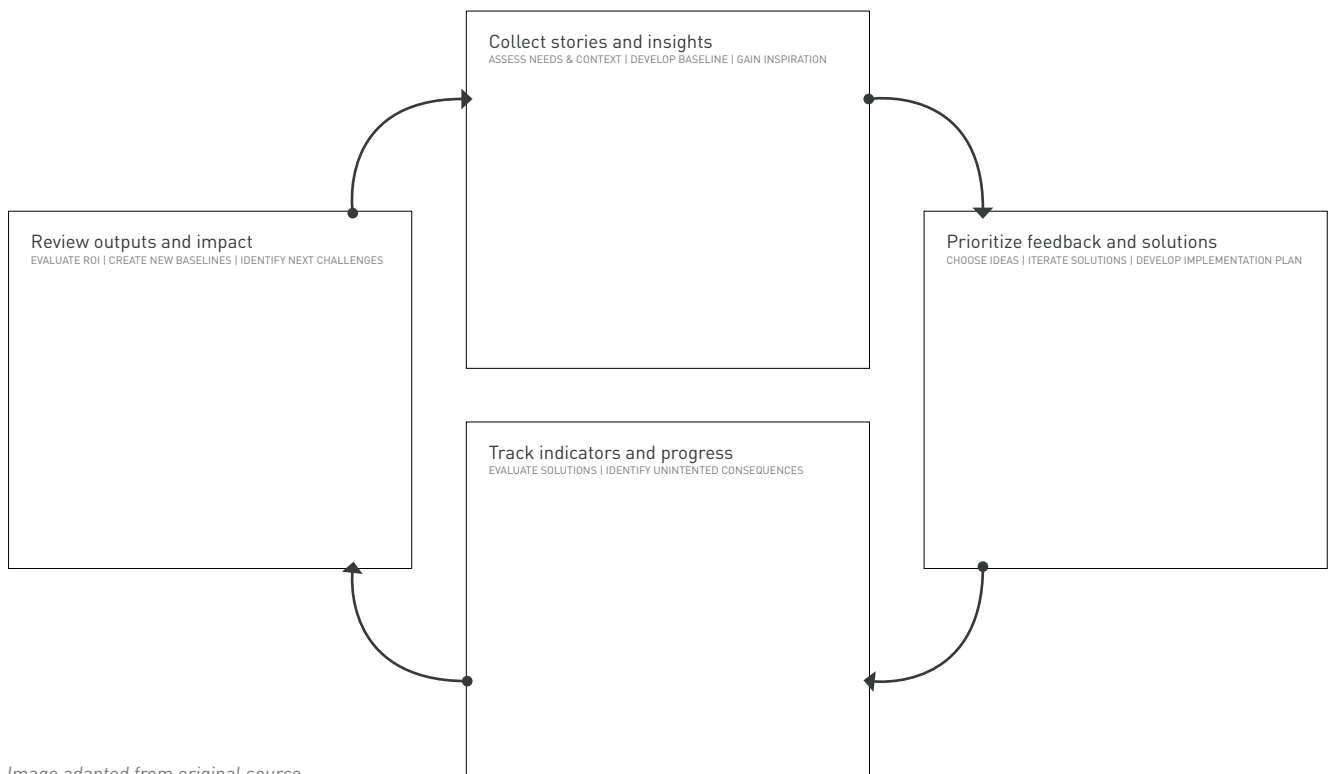 Collect stories and insights
ASSESS NEEDS & CONTEXT | DEVELOP BASELINE | GAIN INSPIRATION
Review outputs and impact
EVALUATE ROI | CREATE NEW BASELINES | IDENTIFY NEXT CHALLENGES
Prioritize feedback and solutions
CHOOSE IDEAS | ITERATE SOLUTIONS | DEVELOP IMPLEMENTATION PLAN
Track indicators and progress
EVALUATE SOLUTIONS | IDENTIFY UNINTENTED CONSEQUENCES
Image adapted from original source